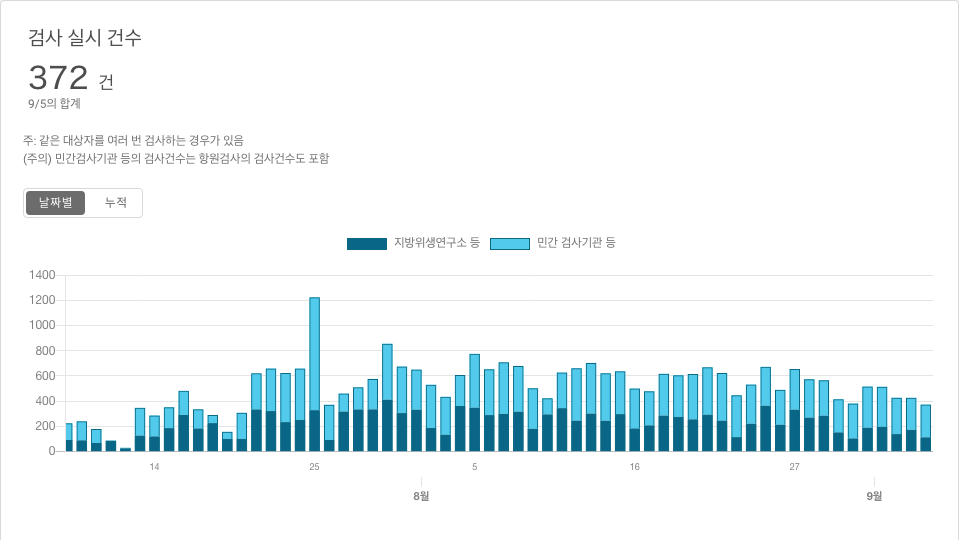 검사 실시 건수
372 건
9/5의 합계
주: 같은 대상자를 여러 번 검사하는 경우가 있음
(주의) 민간검사기관 등의 검사건수는 항원검사의 검사건수도 포함
날짜별 누적
지방위생연구소 등 민간 검사기관 등
1400
1200
1000
800
600
400
200
0
14 25 5 16 27
8월 9월